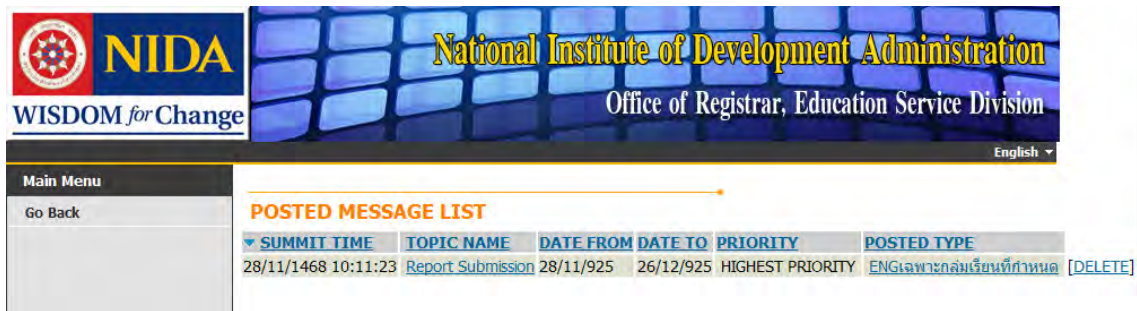 NIDA
WISDOM for Change
National Institute of Development Administration
Office of Registrar, Education Service Division
English
Main Menu
Go Back
POSTED MESSAGE LIST
SUMMIT TIME TOPIC NAME DATE FROM DATE TO PRIORITY POSTED TYPE
28/11/1468 10:11:23 Report Submission 28/11/925 26/12/925 HIGHEST PRIORITY ENGเฉพาะกลุ่มเรียนที่กำหนด [DELETE]